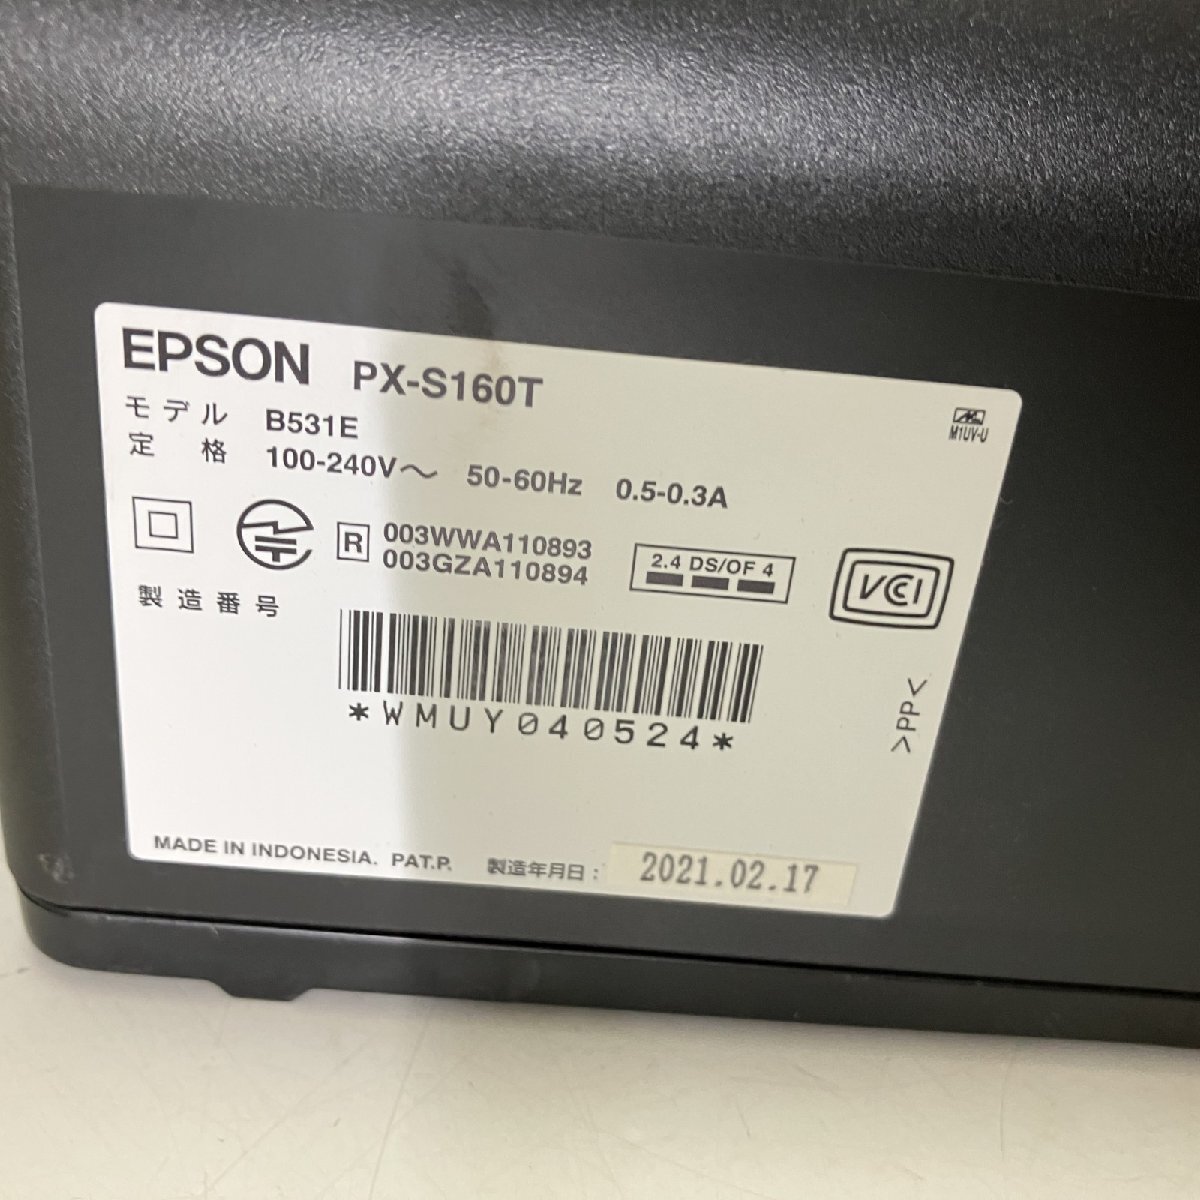 EPSON PX-S160T
M1UV-U
モデル B531E
定格 100-240V～ 50-60Hz 0.5-0.3A
R 003WWA110893
003GZA110894
2.4 DS/OF 4
VCCI
製造番号
*WMUY040524*
>PP<
MADE IN INDONESIA. PAT.P. 製造年月日: 2021.02.17